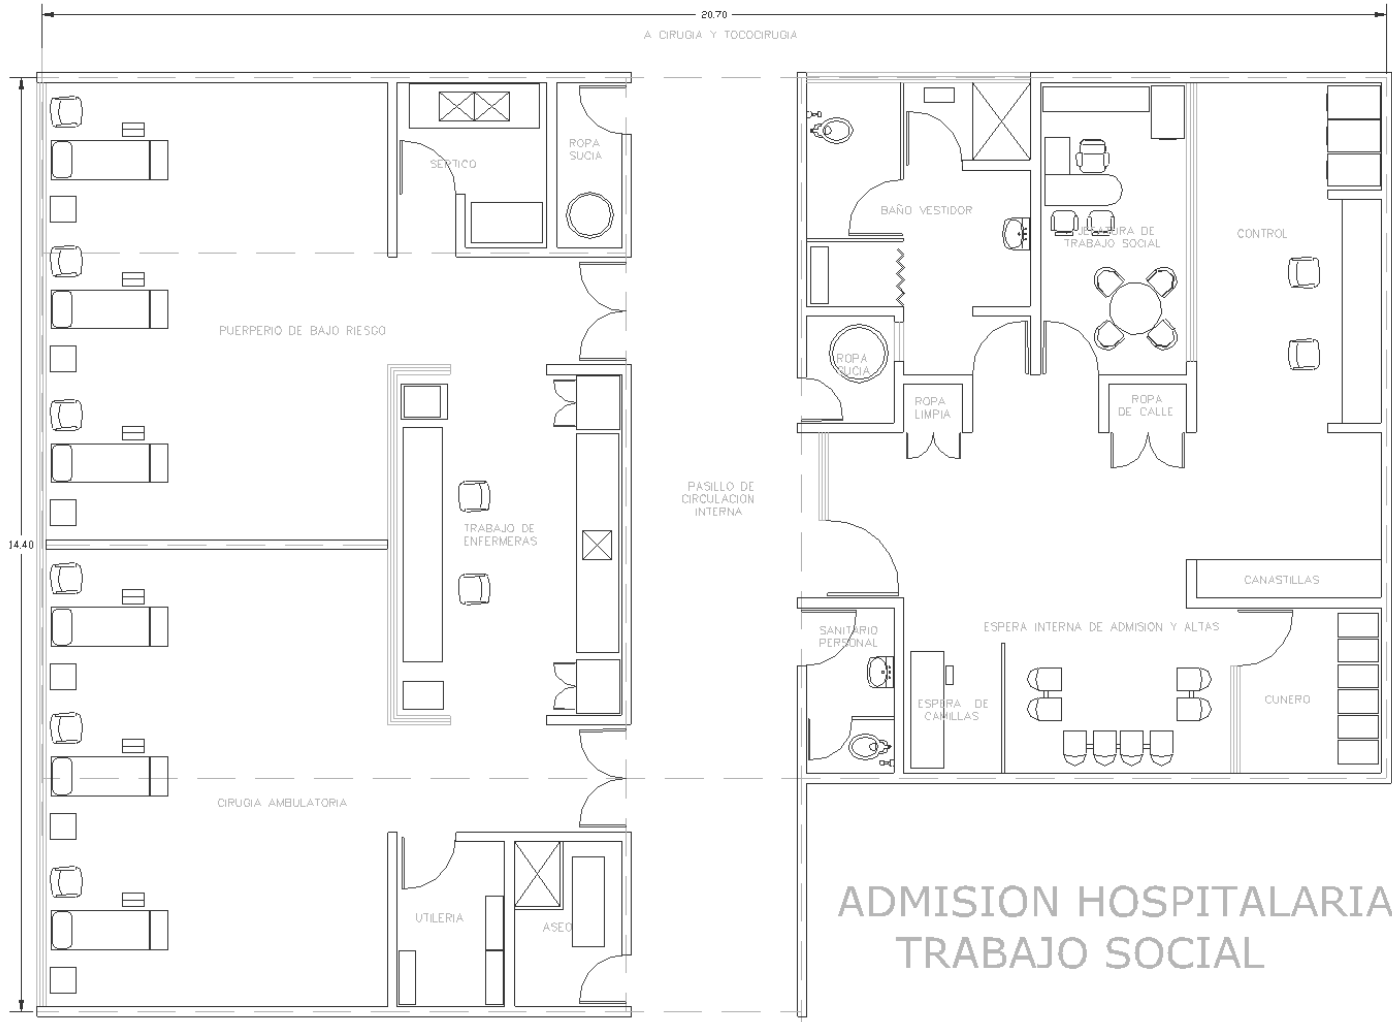 20.70
A CIRUGIA Y TOCOCIRUGIA
SEPTICO
ROPA
SUCIA
BAÑO VESTIDOR
JEFATURA DE
TRABAJO SOCIAL
CONTROL
PUERPERIO DE BAJO RIESGO
ROPA
SUCIA
ROPA
LIMPIA
ROPA
DE CALLE
PASILLO DE
CIRCULACION
INTERNA
TRABAJO DE
ENFERMERAS
14.40
CANASTILLAS
SANITARIO
PERSONAL
ESPERA INTERNA DE ADMISION Y ALTAS
ESPERA DE
CAMILLAS
CUNERO
CIRUGIA AMBULATORIA
UTILERIA
ASEO
ADMISION HOSPITALARIA
TRABAJO SOCIAL